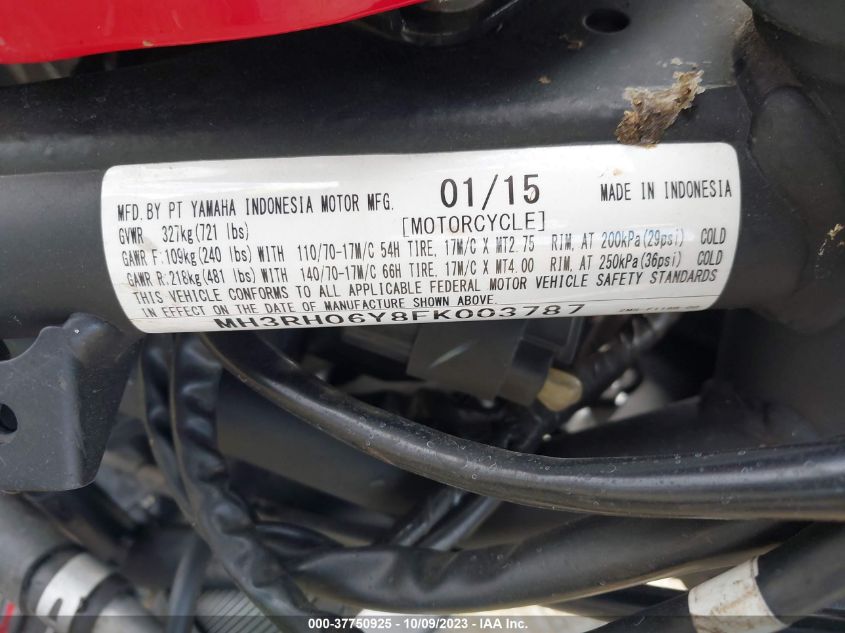 MFD. BY PT YAMAHA INDONESIA MOTOR MFG. 01/15 MADE IN INDONESIA
GVWR 327kg(721 lbs) [MOTORCYCLE]
GAWR F:109kg(240 lbs) WITH 110/70-17M/C 54H TIRE, 17M/C X MT2.75 RIM, AT 200kPa(29psi) COLD
GAWR R:218kg(481 lbs) WITH 140/70-17M/C 66H TIRE, 17M/C X MT4.00 RIM, AT 250kPa(36psi) COLD
THIS VEHICLE CONFORMS TO ALL APPLICABLE FEDERAL MOTOR VEHICLE SAFETY STANDARDS
IN EFFECT ON THE DATE OF MANUFACTURE SHOWN ABOVE.
MH3RH06Y8FK003787
000-37750925 - 10/09/2023 - IAA Inc.